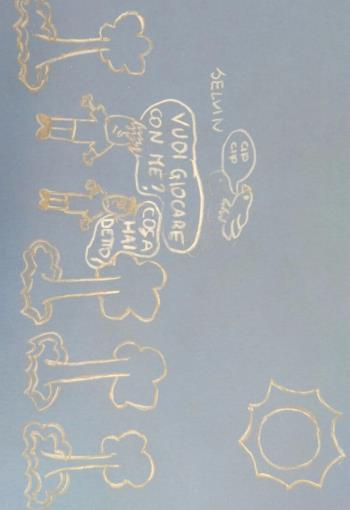 SELVIN
CIP
CIP
VUOI GIOCARE
CON ME?
COSA
HAI
DETTO,